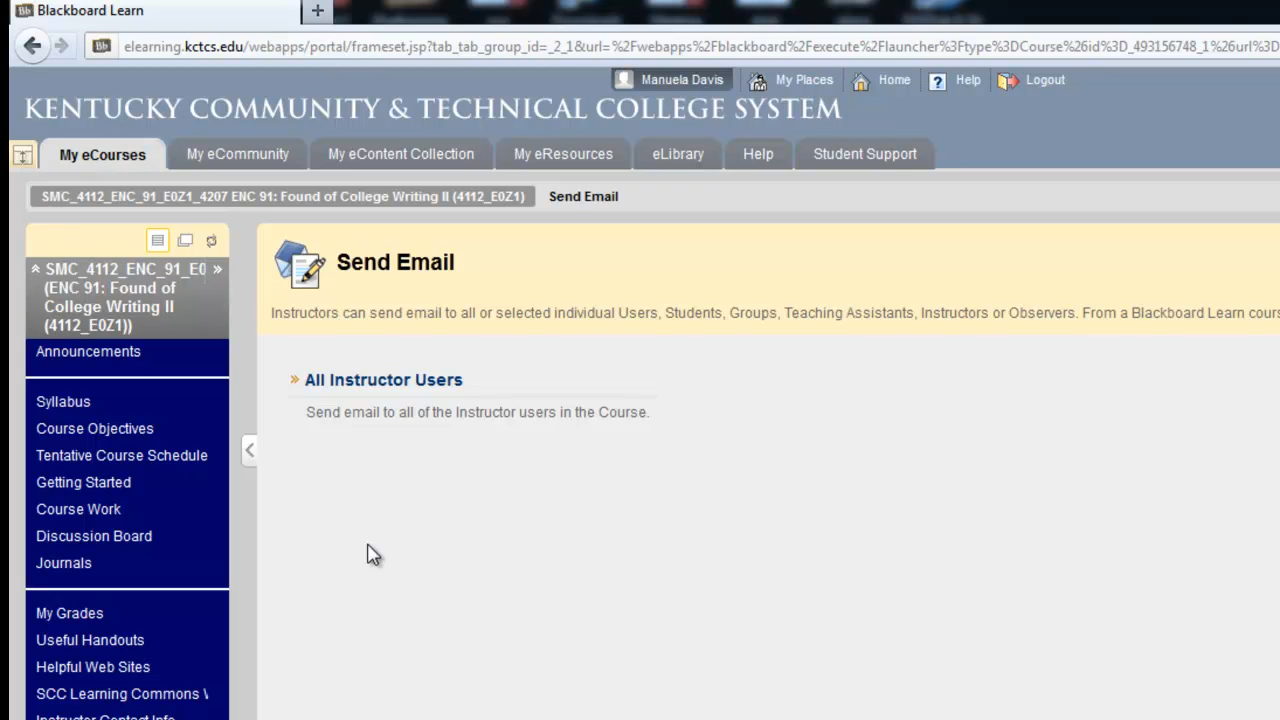 Blackboard Learn
elearning.kctcs.edu/webapps/portal/frameset.jsp?tab_tab_group_id=_2_1&url=%2Fwebapps%2Fblackboard%2Fexecute%2Flauncher%3Ftype%3DCourse%26id%3D_493156748_1%26url%3D
Manuela Davis My Places Home Help Logout
KENTUCKY COMMUNITY & TECHNICAL COLLEGE SYSTEM
My eCourses My eCommunity My eContent Collection My eResources eLibrary Help Student Support
SMC_4112_ENC_91_E0Z1_4207 ENC 91: Found of College Writing II (4112_E0Z1) Send Email
SMC_4112_ENC_91_E0
(ENC 91: Found of
College Writing II
(4112_E0Z1))
Announcements
Syllabus
Course Objectives
Tentative Course Schedule
Getting Started
Course Work
Discussion Board
Journals
My Grades
Useful Handouts
Helpful Web Sites
SCC Learning Commons
Instructor Contact Info
Send Email
Instructors can send email to all or selected individual Users, Students, Groups, Teaching Assistants, Instructors or Observers. From a Blackboard Learn cours
All Instructor Users
Send email to all of the Instructor users in the Course.